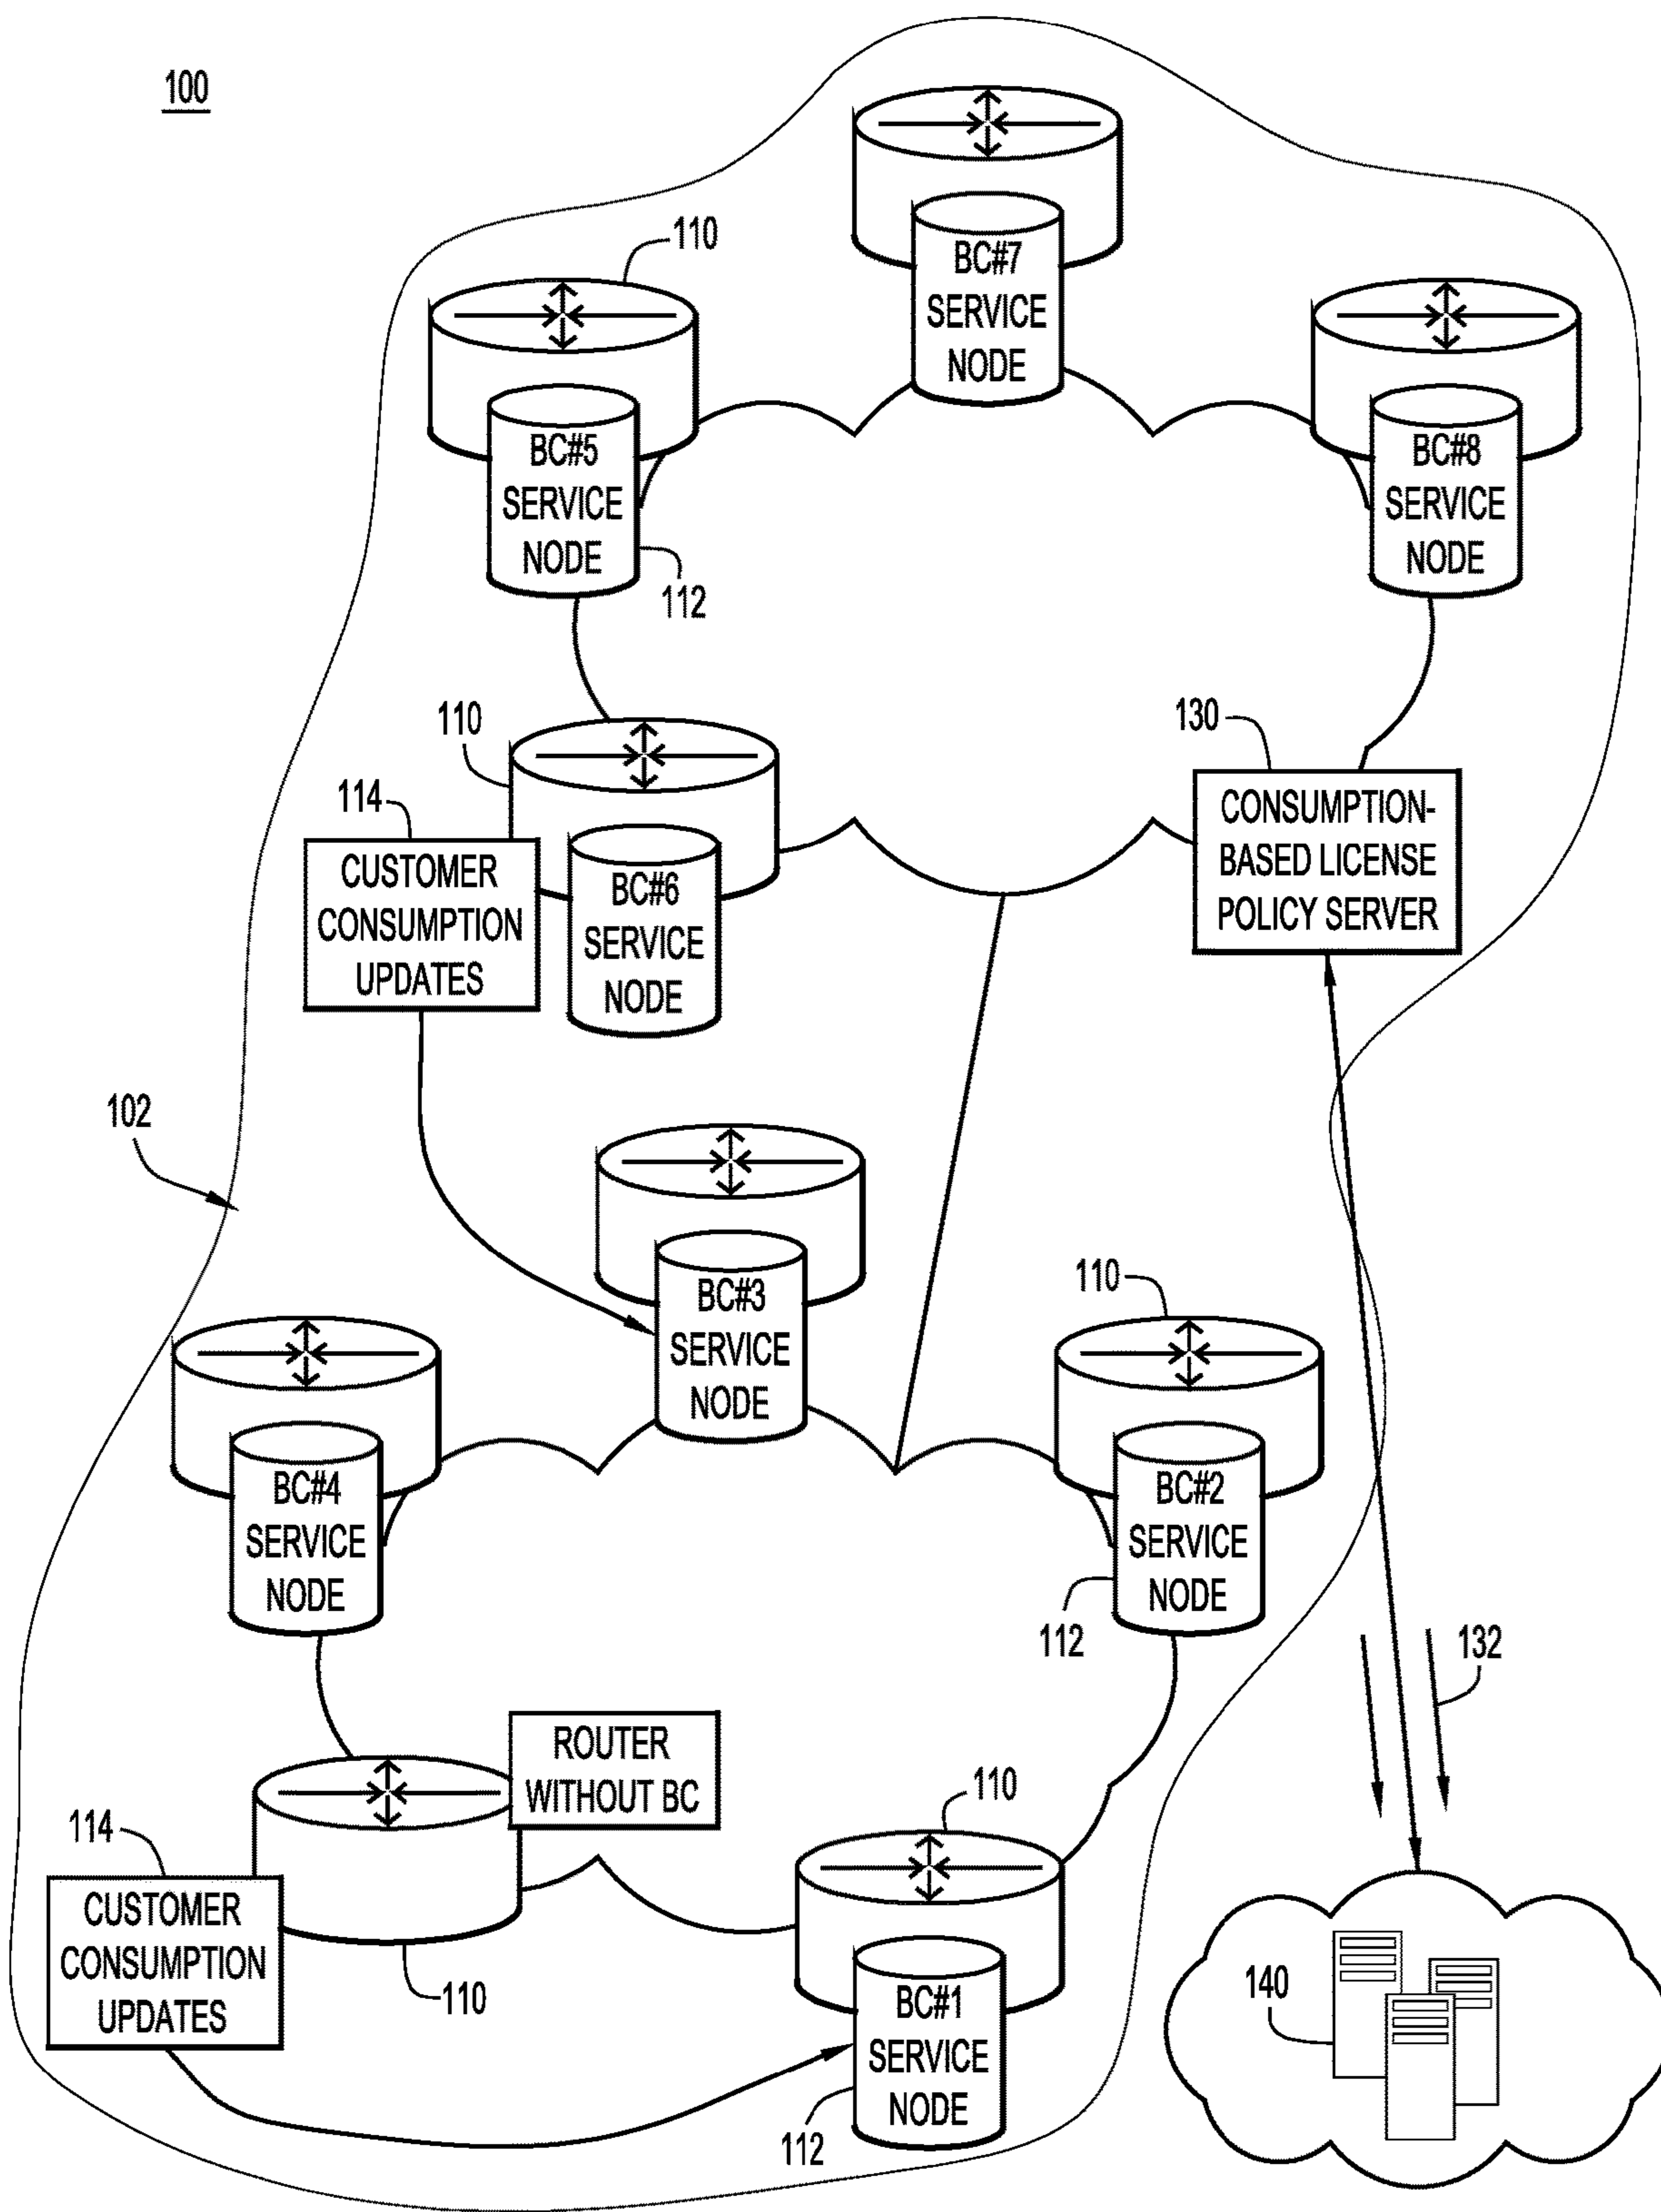 100
BC#7
SERVICE
NODE
110
BC#5
SERVICE
NODE
112
BC#8
SERVICE
NODE
110
114
CUSTOMER
CONSUMPTION
UPDATES
BC#6
SERVICE
NODE
130
CONSUMPTION-
BASED LICENSE
POLICY SERVER
102
BC#3
SERVICE
NODE
110
BC#4
SERVICE
NODE
BC#2
SERVICE
NODE
112
132
ROUTER
WITHOUT BC
110
114
CUSTOMER
CONSUMPTION
UPDATES
110
BC#1
SERVICE
NODE
112
140